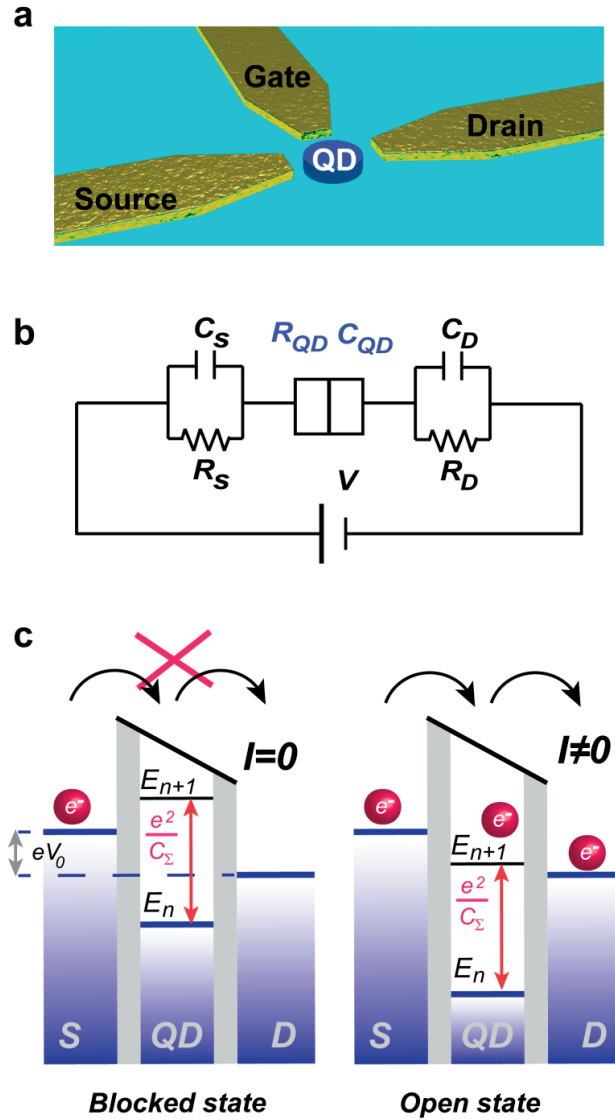 a
Gate
Drain
QD
Source
b
C_S
R_QD C_QD
C_D
R_S
V
R_D
c
I=0
I≠0
E_n+1
e⁻
e²
C_Σ
eV_0
E_n
S
QD
D
e⁻
e⁻
e⁻
E_n+1
e²
C_Σ
E_n
S
QD
D
Blocked state
Open state